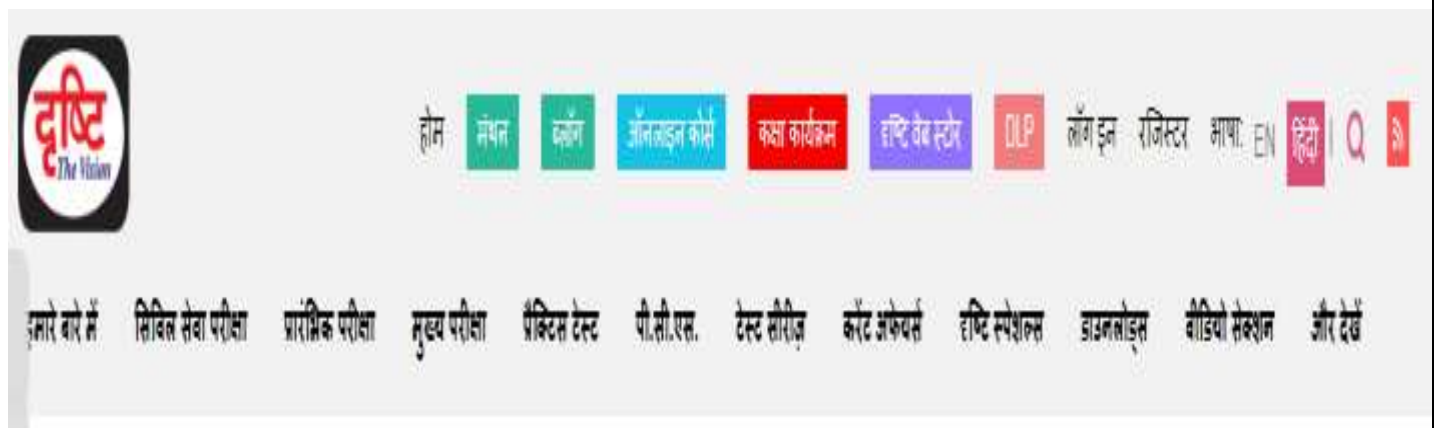 दृष्टि
The Vision
होम मंथन ब्लॉग ऑनलाइन कोर्स कक्षा कार्यक्रम दृष्टि वेब स्टोर DLP लॉग इन रजिस्टर भाषा: EN हिंदी |
हमारे बारे में सिविल सेवा परीक्षा प्रारंभिक परीक्षा मुख्य परीक्षा प्रैक्टिस टेस्ट पी.सी.एस. टेस्ट सीरीज़ करेंट अफेयर्स दृष्टि स्पेशल्स डाउनलोड्स वीडियो सेक्शन और देखें